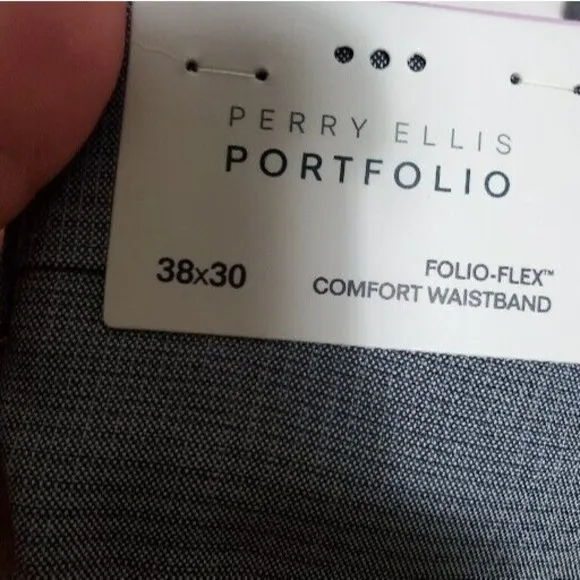 PERRY ELLIS
PORTFOLIO
38x30
FOLIO-FLEX™
COMFORT WAISTBAND